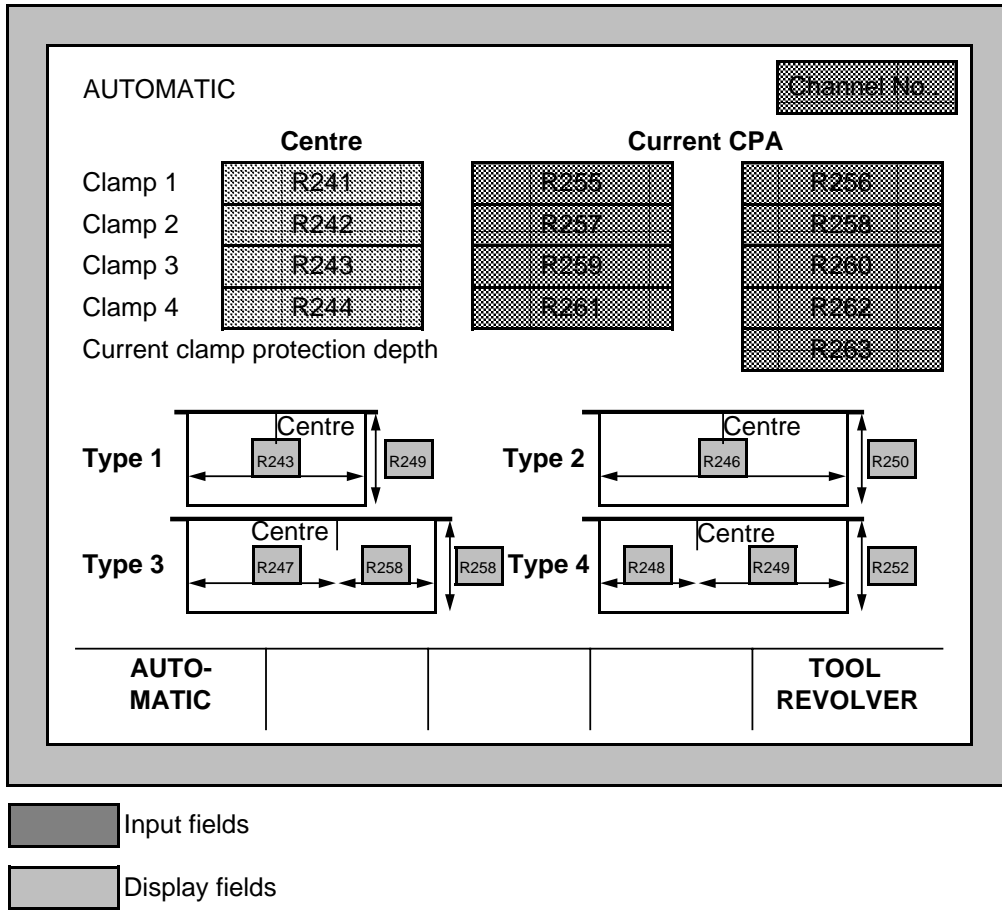 AUTOMATIC Channel No..
Centre Current CPA
Clamp 1 R241 R255 R256
Clamp 2 R242 R257 R258
Clamp 3 R243 R259 R260
Clamp 4 R244 R261 R262
Current clamp protection depth R263
Centre Centre
Type 1 R243 R249 Type 2 R246 R250
Centre Centre
Type 3 R247 R258 R258 Type 4 R248 R249 R252
AUTO-
MATIC
TOOL
REVOLVER
Input fields
Display fields